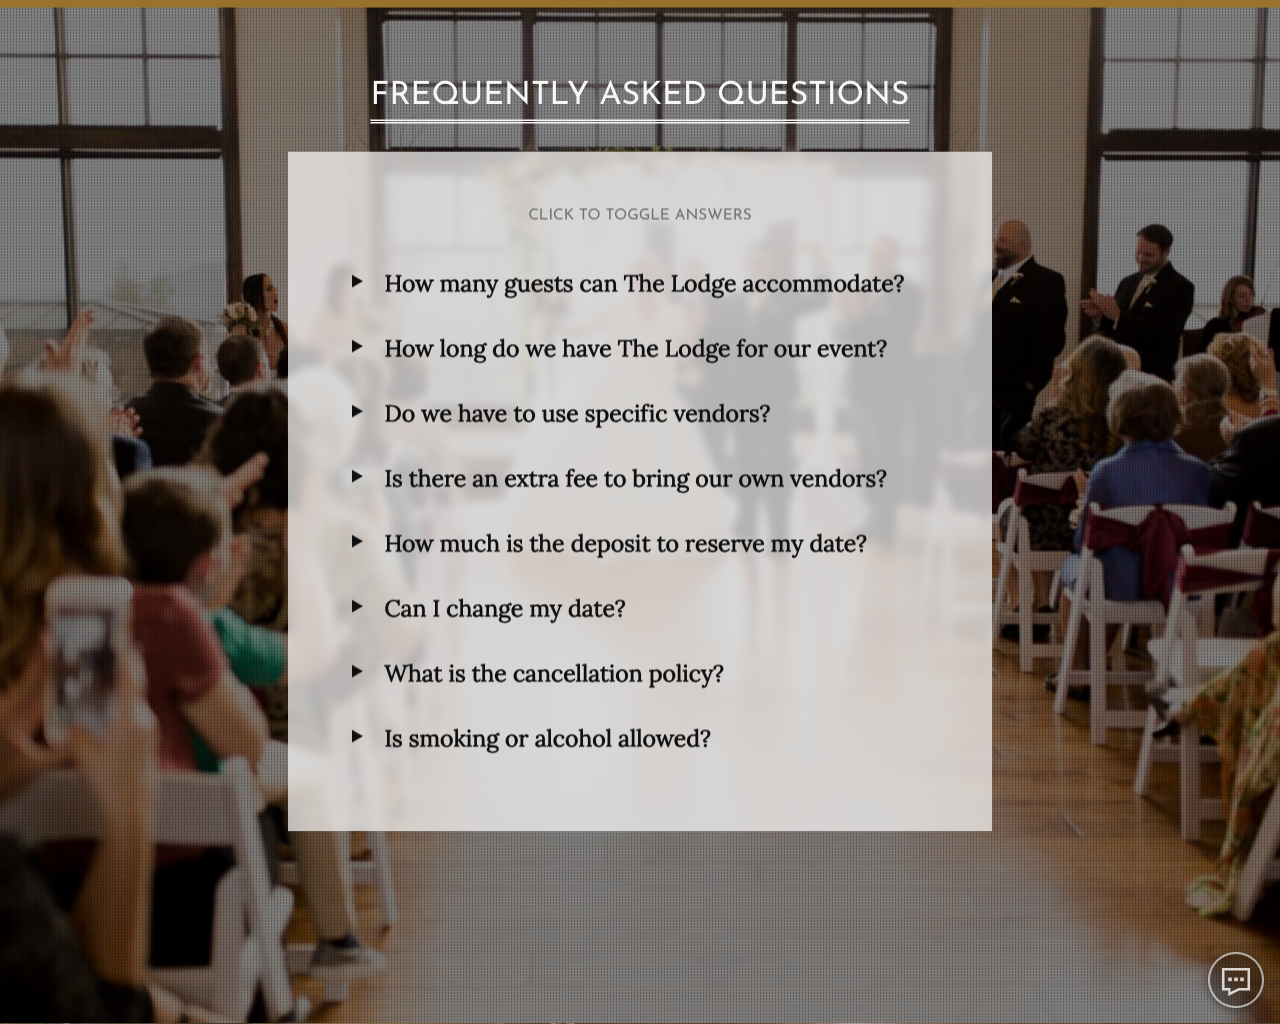 FREQUENTLY ASKED QUESTIONS
CLICK TO TOGGLE ANSWERS
How many guests can The Lodge accommodate?
How long do we have The Lodge for our event?
Do we have to use specific vendors?
Is there an extra fee to bring our own vendors?
How much is the deposit to reserve my date?
Can I change my date?
What is the cancellation policy?
Is smoking or alcohol allowed?